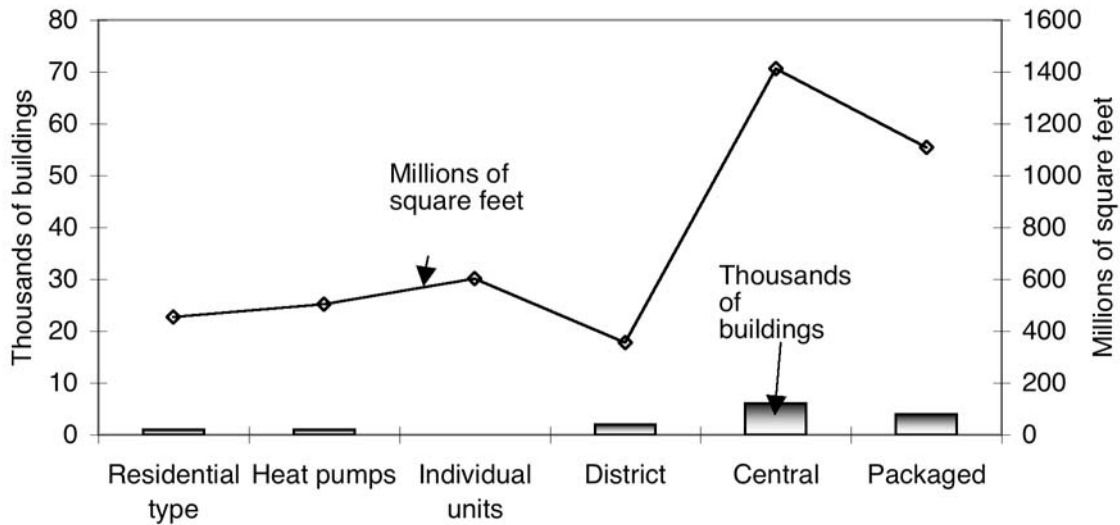 Thousands of buildings
80
70
60
50
40
30
20
10
0
Millions of
square feet
Thousands
of
buildings
1600
1400
1200
1000
800
600
400
200
0
Millions of square feet
Residential
type
Heat pumps
Individual
units
District
Central
Packaged